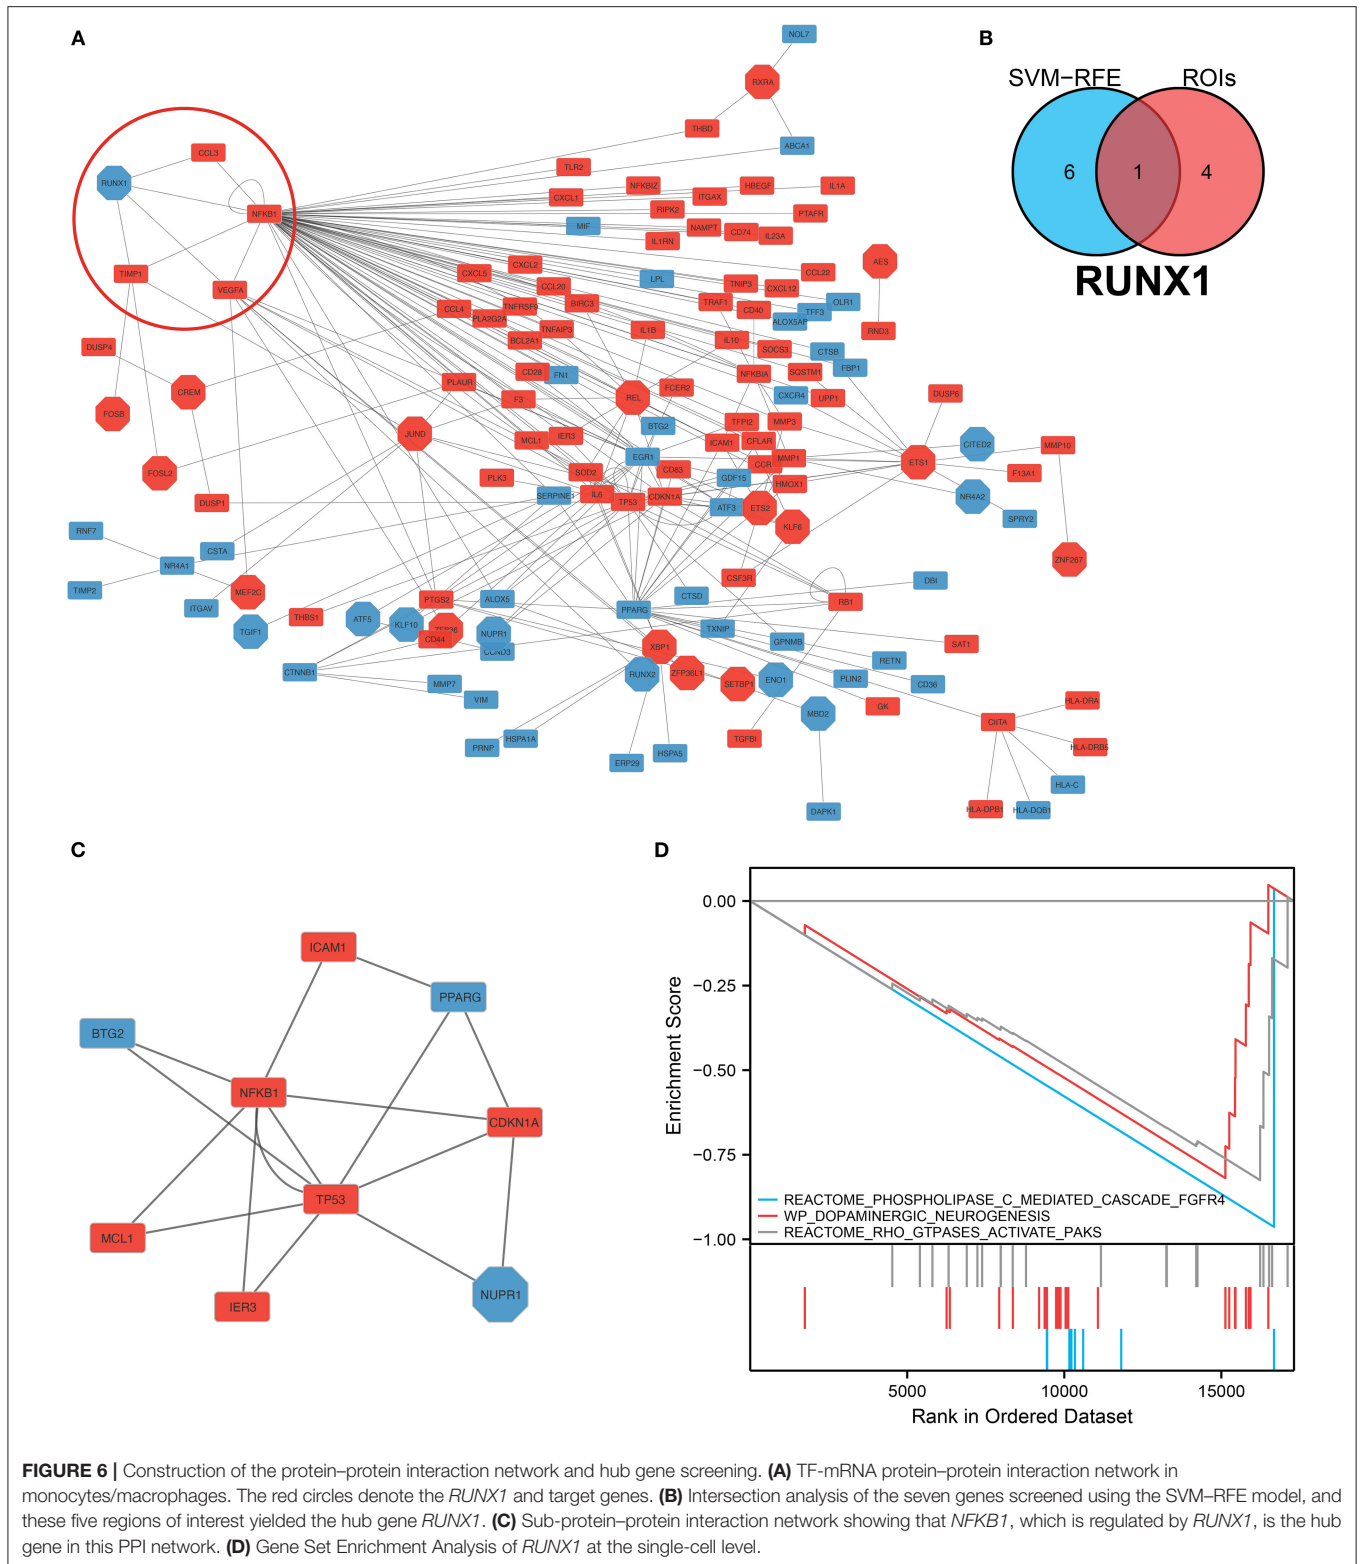 A
NOL7
RXRA
THBD
ABCA1
CCL3
RUNX1
NFKB1
TIMP1
VEGFA
TLR2
CXCL1
NFKBIZ
ITGAX
HBEGF
IL1A
RIPK2
PTAFR
MIF
NAMPT
CD74
IL23A
IL1RN
CXCL5
CXCL2
CCL22
LPL
TNIP3
CXCL12
CCL20
CCL4
TNFRSF9
BIRC3
TRAF1
CD40
OLR1
TFF3
ALOX5AP
PLA2G2A
TNFAIP3
BCL2A1
IL1B
IL10
SOCS3
CTSB
FBP1
AES
RND3
DUSP4
CREM
FOSB
PLAUR
CD28
FN1
F3
REL
FCER2
NFKBIA
SQSTM1
CXCR4
UPP1
DUSP6
FOSL2
JUND
MCL1
IER3
BTG2
TFPI2
MMP3
ICAM1
CFLAR
EGR1
CD83
MMP1
ETS1
CITED2
MMP10
F13A1
NR4A2
SPRY2
ZNF267
DUSP1
PLK3
SOD2
SERPINE1
IL6
TP53
CDKN1A
GDF15
HMOX1
ATF3
ETS2
KLF6
RNF7
CSTA
NR4A1
TIMP2
ITGAV
MEF2C
TGIF1
THBS1
ATF5
KLF10
PTGS2
CD44
ALOX5
NUPR1
CCND3
PPARG
CTSD
CSF3R
RB1
DBI
TXNIP
GPNMB
SAT1
RETN
PLIN2
CD36
CTNNB1
MMP7
VIM
XBP1
RUNX2
ZFP36L1
SETBP1
ENO1
MBD2
GK
PRNP
HSPA1A
ERP29
HSPA5
TGFBI
DAPK1
CIITA
HLA-DRA
HLA-DRB5
HLA-C
HLA-DPB1
HLA-DQB1
B
SVM−RFE
ROIs
6
1
4
RUNX1
C
ICAM1
PPARG
BTG2
NFKB1
CDKN1A
TP53
MCL1
IER3
NUPR1
D
Enrichment Score
0.00
−0.25
−0.50
−0.75
−1.00
REACTOME_PHOSPHOLIPASE_C_MEDIATED_CASCADE_FGFR4
WP_DOPAMINERGIC_NEUROGENESIS
REACTOME_RHO_GTPASES_ACTIVATE_PAKS
5000
10000
15000
Rank in Ordered Dataset
FIGURE 6 | Construction of the protein–protein interaction network and hub gene screening. (A) TF-mRNA protein–protein interaction network in
monocytes/macrophages. The red circles denote the RUNX1 and target genes. (B) Intersection analysis of the seven genes screened using the SVM–RFE model, and
these five regions of interest yielded the hub gene RUNX1. (C) Sub-protein–protein interaction network showing that NFKB1, which is regulated by RUNX1, is the hub
gene in this PPI network. (D) Gene Set Enrichment Analysis of RUNX1 at the single-cell level.